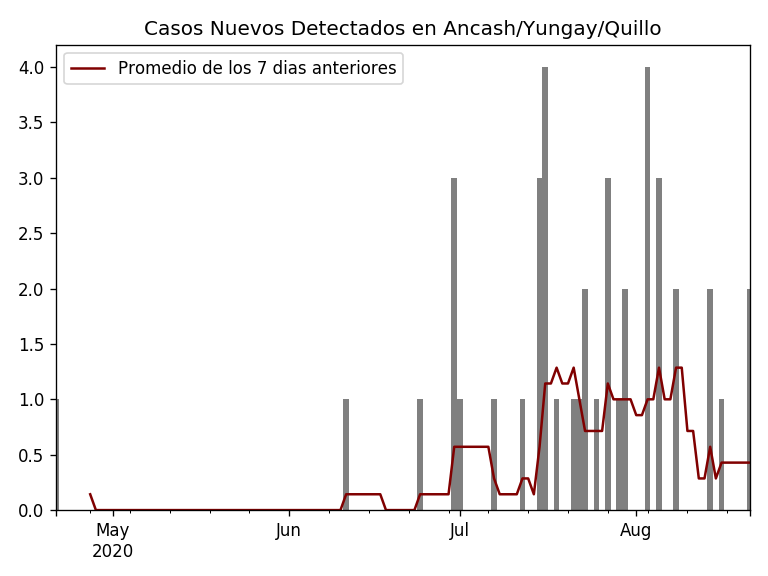 Casos Nuevos Detectados en Ancash/Yungay/Quillo
Promedio de los 7 dias anteriores
4.0
3.5
3.0
2.5
2.0
1.5
1.0
0.5
0.0
May
2020
Jun
Jul
Aug